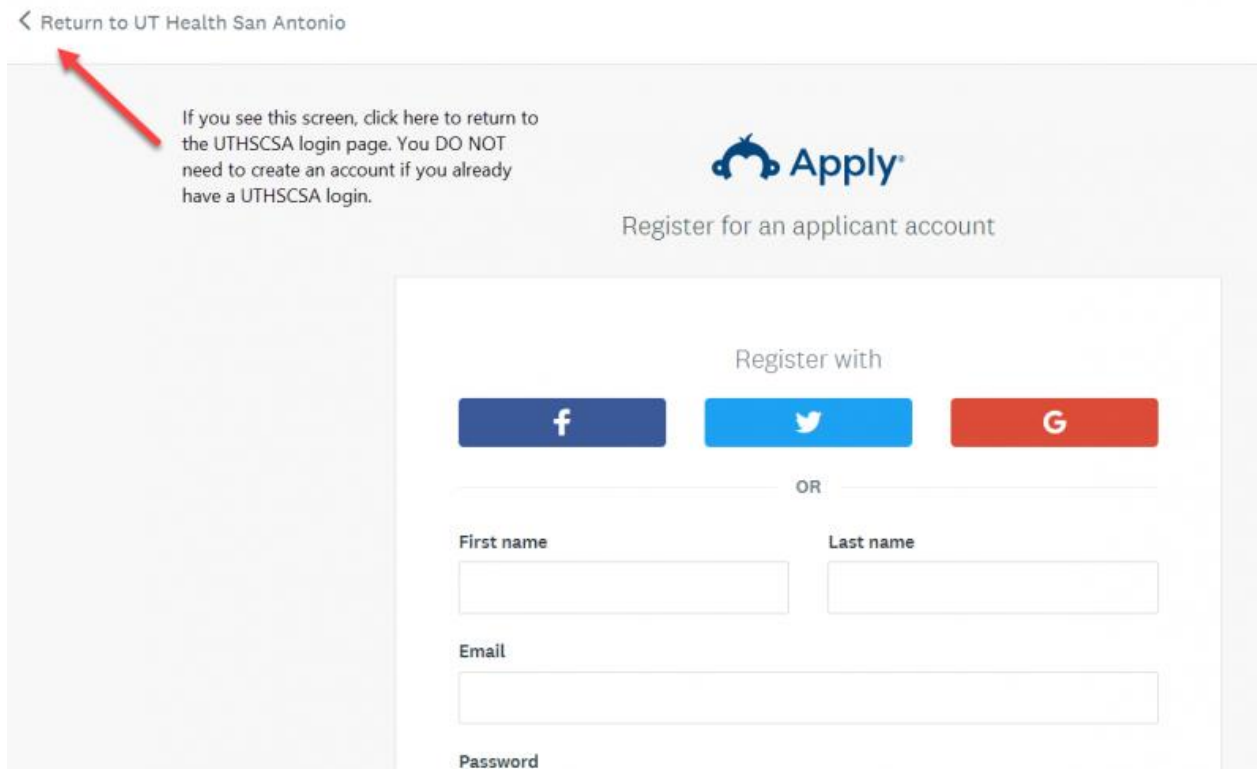 Return to UT Health San Antonio
If you see this screen, click here to return to
the UTHSCSA login page. You DO NOT
need to create an account if you already
have a UTHSCSA login.
Apply
Register for an applicant account
Register with
f G
OR
First name Last name
Email
Password